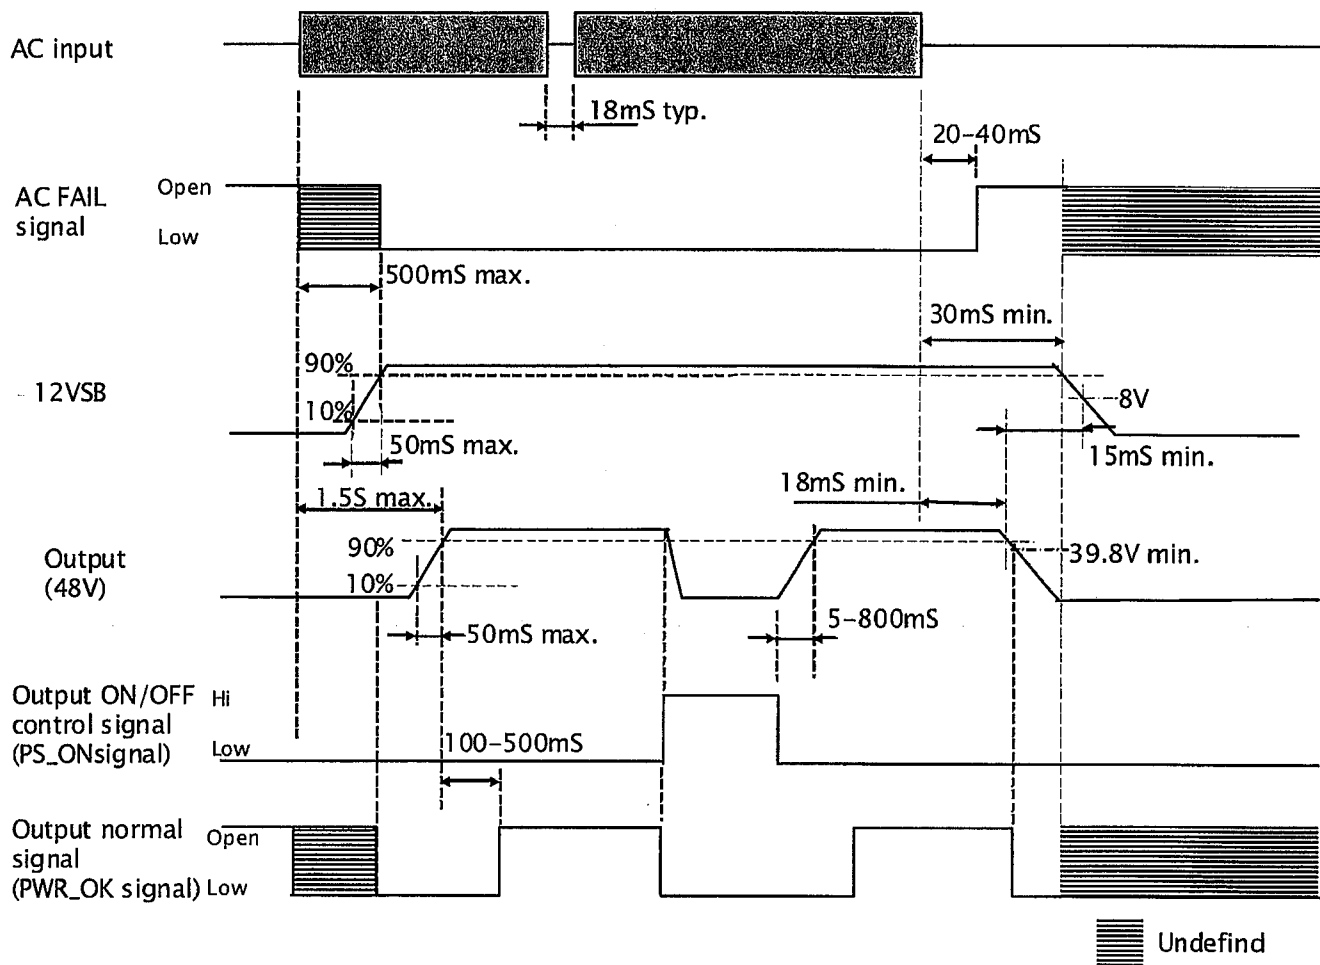 AC input
18mS typ.
20-40mS
AC FAIL
signal
Open
Low
500mS max.
30mS min.
90%
12VSB
10%
8V
50mS max.
15mS min.
18mS min.
1.5S max.
Output
(48V)
90%
39.8V min.
10%
5-800mS
50mS max.
Output ON/OFF
control signal
(PS_ONsignal)
Hi
Low
100-500mS
Output normal
signal
(PWR_OK signal)
Open
Low
Undefind